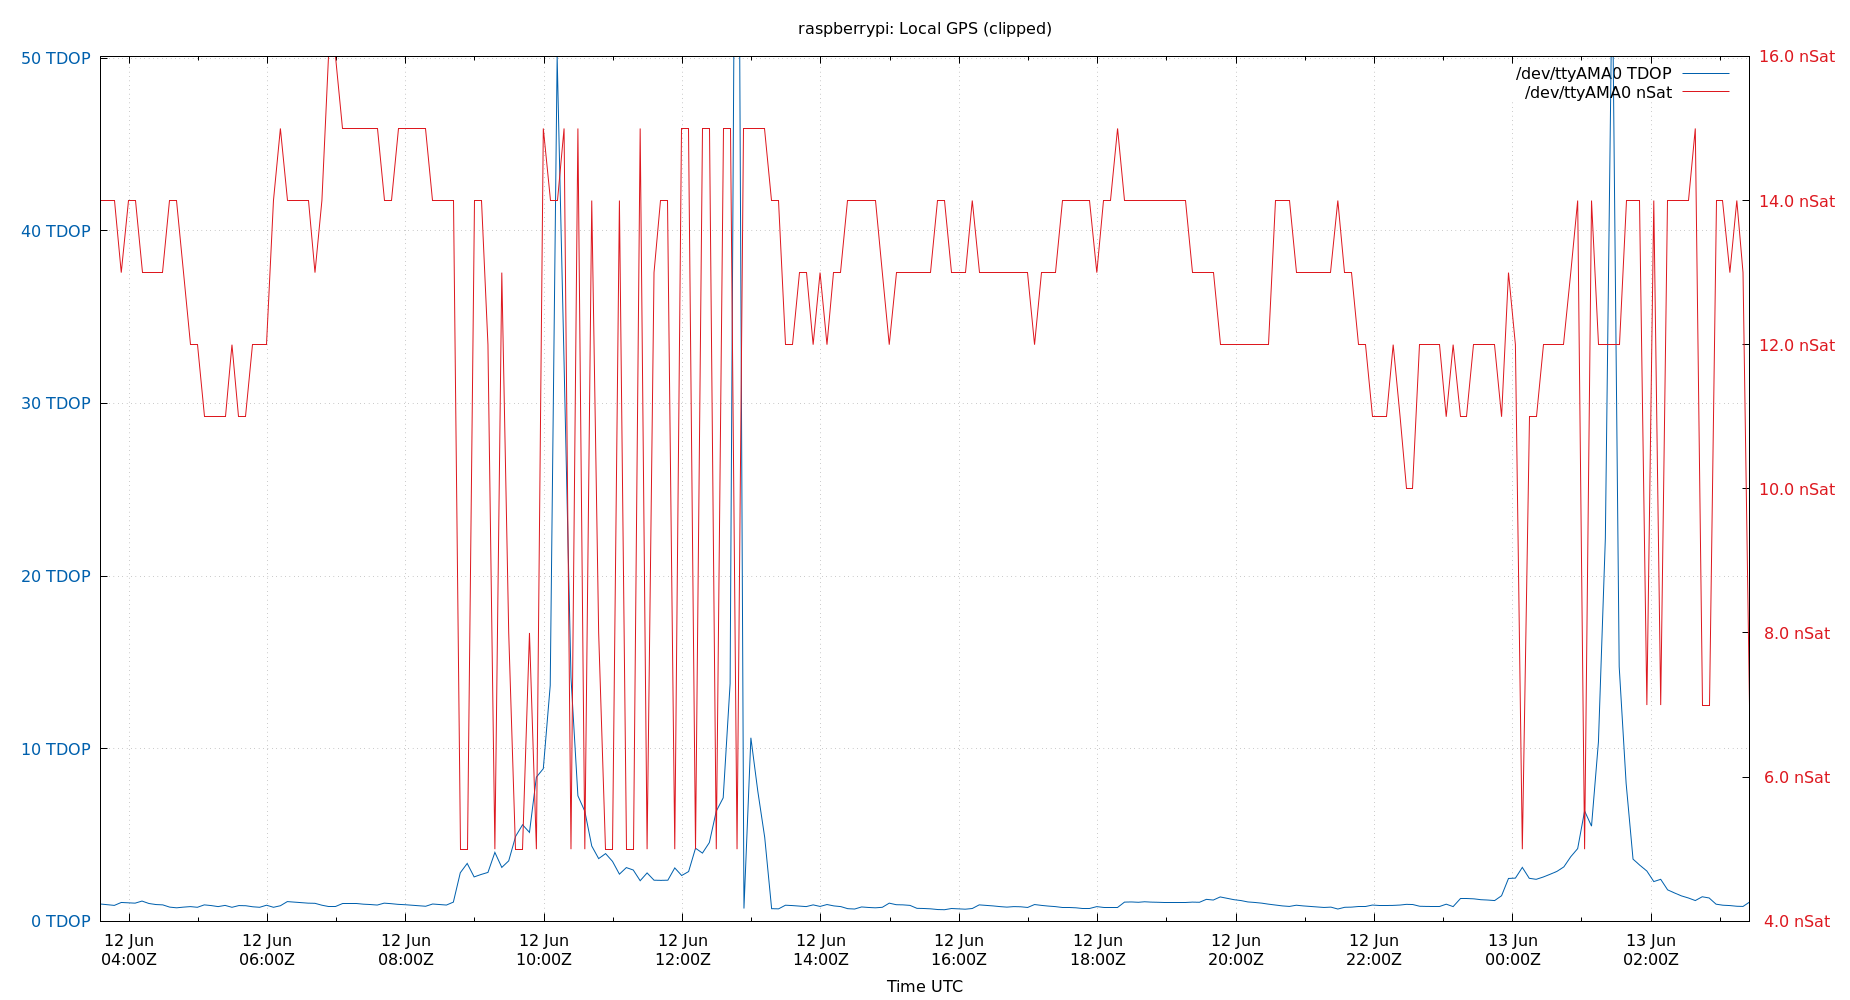 raspberrypi: Local GPS (clipped)
50 TDOP
40 TDOP
30 TDOP
20 TDOP
10 TDOP
0 TDOP
16.0 nSat
14.0 nSat
12.0 nSat
10.0 nSat
8.0 nSat
6.0 nSat
4.0 nSat
/dev/ttyAMA0 TDOP
/dev/ttyAMA0 nSat
12 Jun
04:00Z
12 Jun
06:00Z
12 Jun
08:00Z
12 Jun
10:00Z
12 Jun
12:00Z
12 Jun
14:00Z
12 Jun
16:00Z
12 Jun
18:00Z
12 Jun
20:00Z
12 Jun
22:00Z
13 Jun
00:00Z
13 Jun
02:00Z
Time UTC